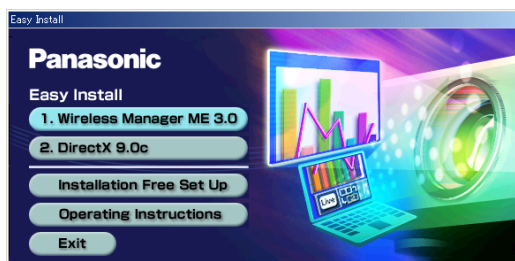 Easy Install
Panasonic
Easy Install
1. Wireless Manager ME 3.0
2. DirectX 9.0c
Installation Free Set Up
Operating Instructions
Exit
Live